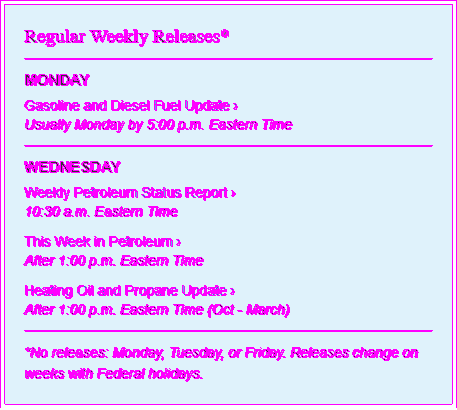 Regular Weekly Releases*
MONDAY
Gasoline and Diesel Fuel Update ›
Usually Monday by 5:00 p.m. Eastern Time
WEDNESDAY
Weekly Petroleum Status Report ›
10:30 a.m. Eastern Time
This Week in Petroleum ›
After 1:00 p.m. Eastern Time
Heating Oil and Propane Update ›
After 1:00 p.m. Eastern Time (Oct - March)
*No releases: Monday, Tuesday, or Friday. Releases change on
weeks with Federal holidays.